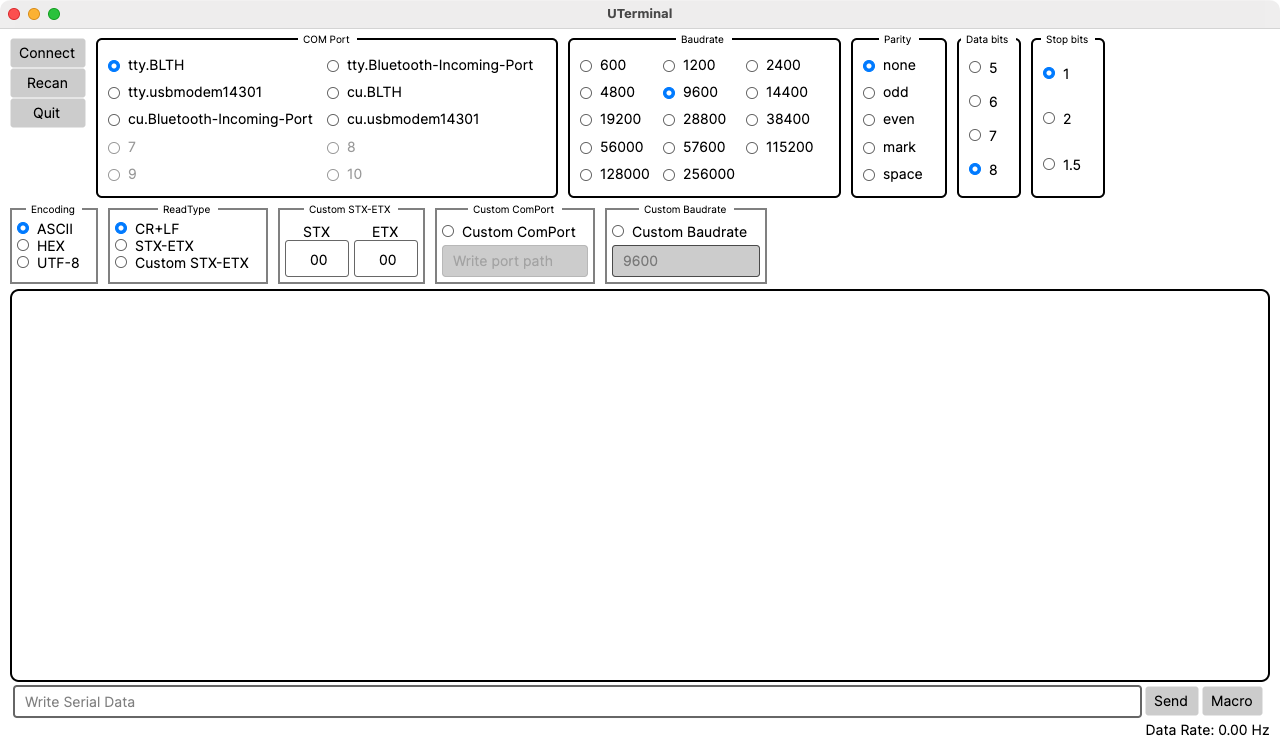 UTerminal
Connect
Recan
Quit
COM Port
tty.BLTH
tty.Bluetooth-Incoming-Port
tty.usbmodem14301
cu.BLTH
cu.Bluetooth-Incoming-Port
cu.usbmodem14301
7
8
9
10
Baudrate
600
1200
2400
4800
9600
14400
19200
28800
38400
56000
57600
115200
128000
256000
Parity
none
odd
even
mark
space
Data bits
5
6
7
8
Stop bits
1
2
1.5
Encoding
ASCII
HEX
UTF-8
ReadType
CR+LF
STX-ETX
Custom STX-ETX
Custom STX-ETX
STX
ETX
00
00
Custom ComPort
Custom ComPort
Write port path
Custom Baudrate
Custom Baudrate
9600
Write Serial Data
Send
Macro
Data Rate: 0.00 Hz